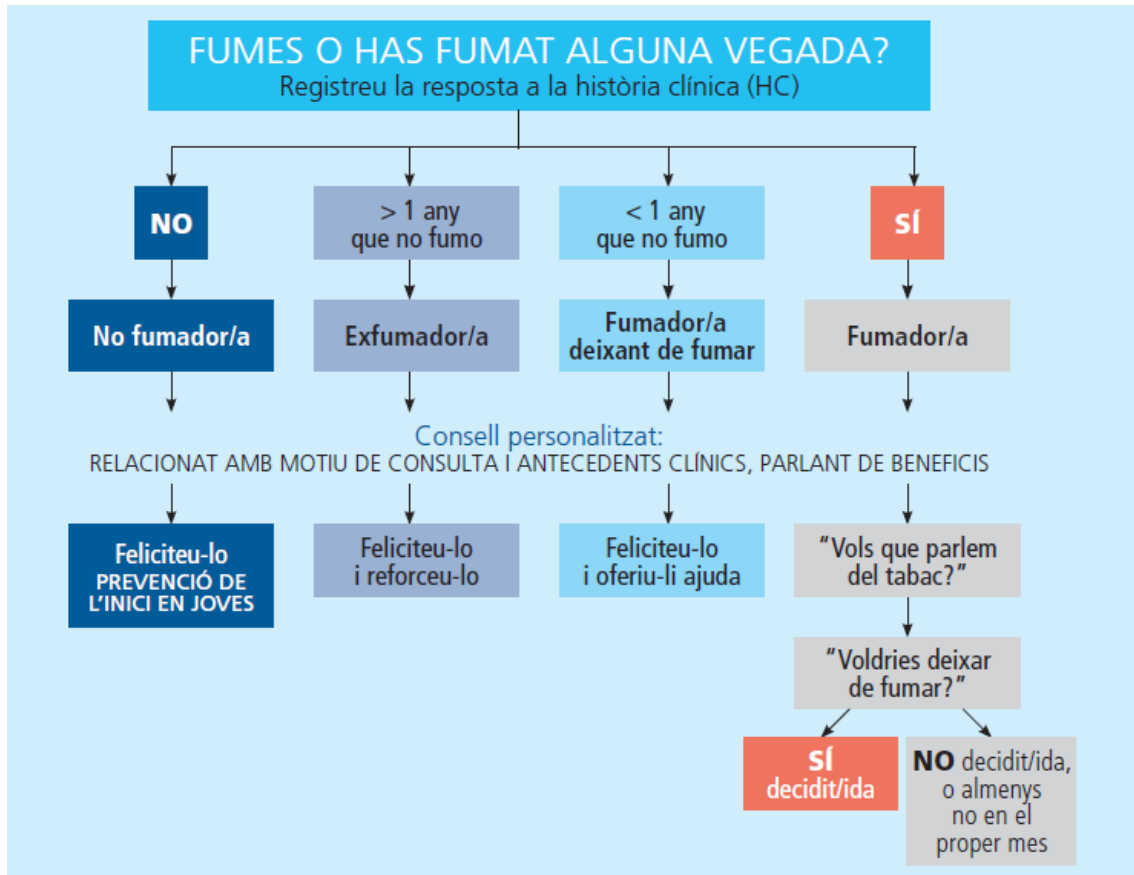 FUMES O HAS FUMAT ALGUNA VEGADA?
Registreu la resposta a la història clínica (HC)
NO
> 1 any
que no fumo
< 1 any
que no fumo
SÍ
No fumador/a
Exfumador/a
Fumador/a
deixant de fumar
Fumador/a
Consell personalitzat:
RELACIONAT AMB MOTIU DE CONSULTA I ANTECEDENTS CLÍNICS, PARLANT DE BENEFICIS
Feliciteu-lo
PREVENCIÓ DE
L'INICI EN JOVES
Feliciteu-lo
i reforceu-lo
Feliciteu-lo
i oferiu-li ajuda
“Vols que parlem
del tabac?”
“Voldries deixar
de fumar?”
SÍ
decidit/ida
NO decidit/ida,
o almenys
no en el
proper mes